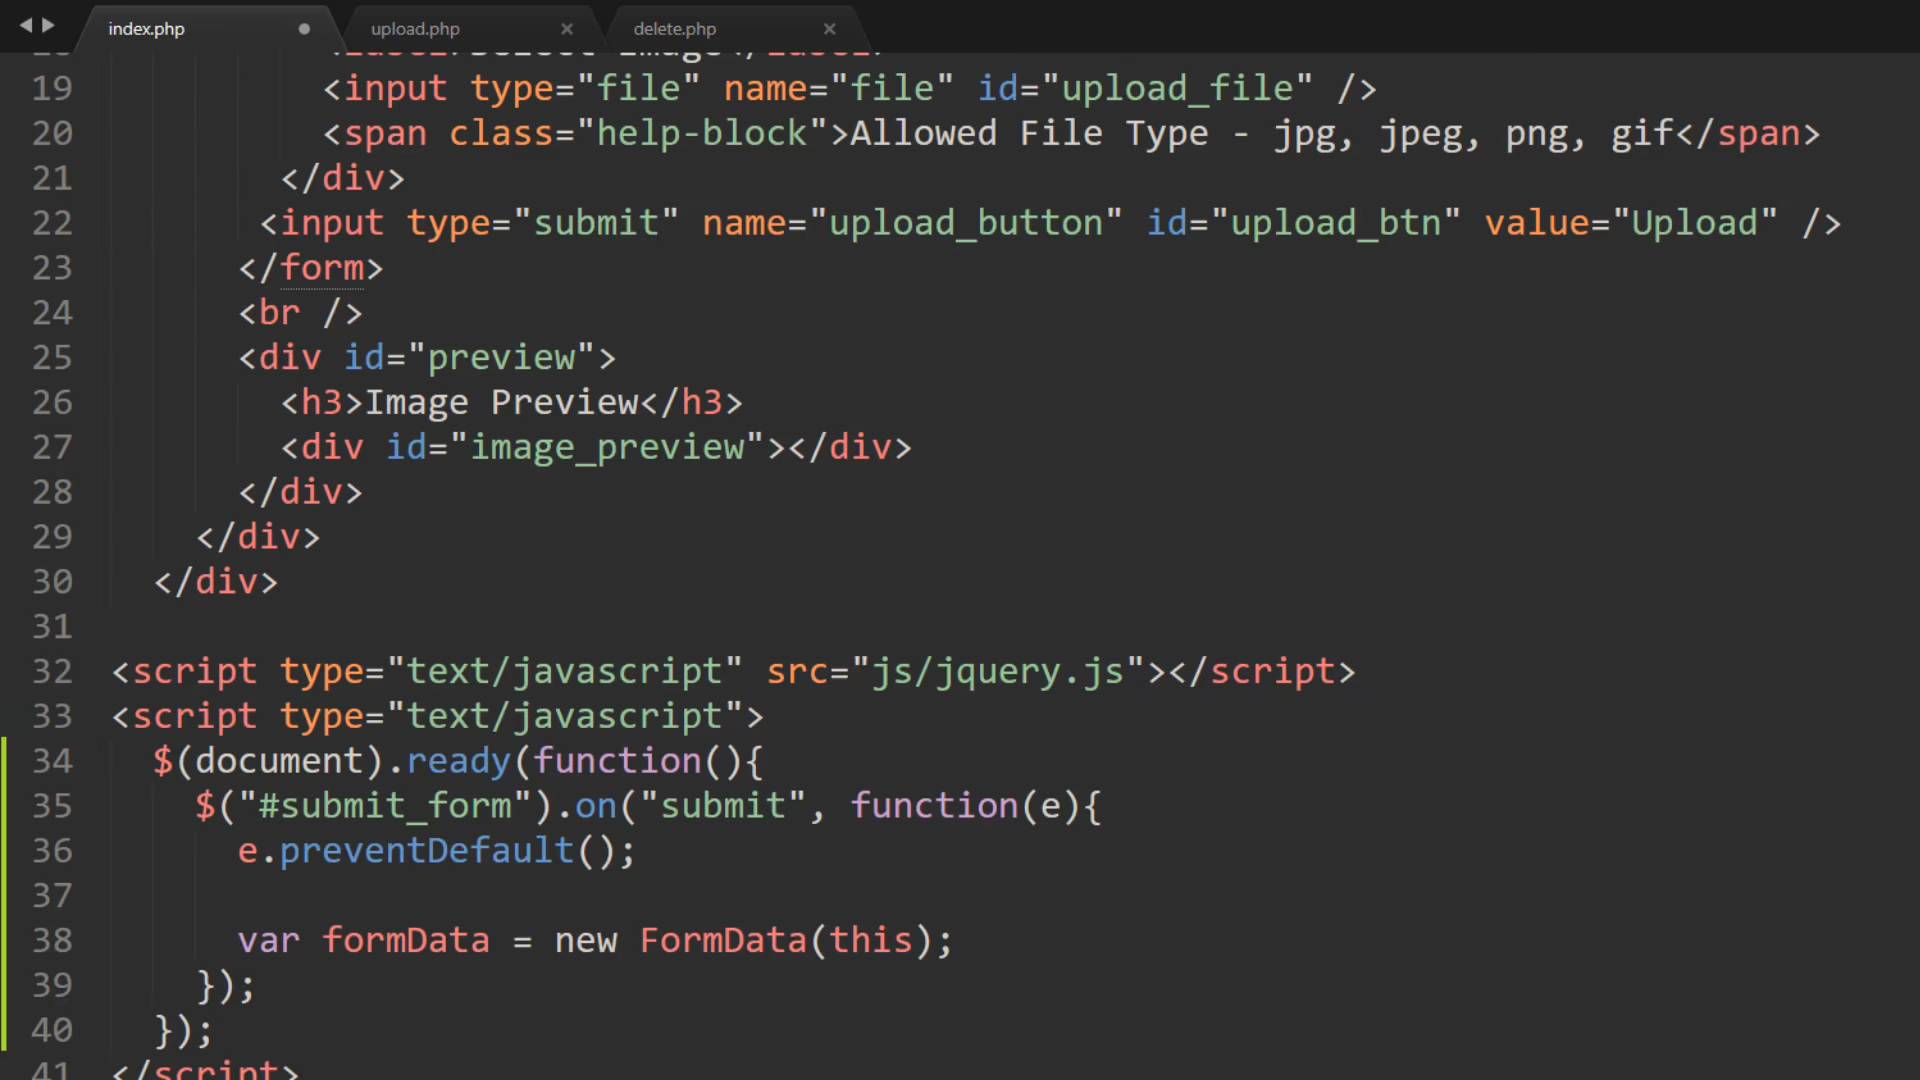 index.php upload.php delete.php
<label>Select Image</label>
19 <input type="file" name="file" id="upload_file" />
20 <span class="help-block">Allowed File Type - jpg, jpeg, png, gif</span>
21 </div>
22 <input type="submit" name="upload_button" id="upload_btn" value="Upload" />
23 </form>
24 <br />
25 <div id="preview">
26 <h3>Image Preview</h3>
27 <div id="image_preview"></div>
28 </div>
29 </div>
30 </div>
31
32 <script type="text/javascript" src="js/jquery.js"></script>
33 <script type="text/javascript">
34 $(document).ready(function(){
35 $("#submit_form").on("submit", function(e){
36 e.preventDefault();
37
38 var formData = new FormData(this);
39 });
40 });
41 </script>